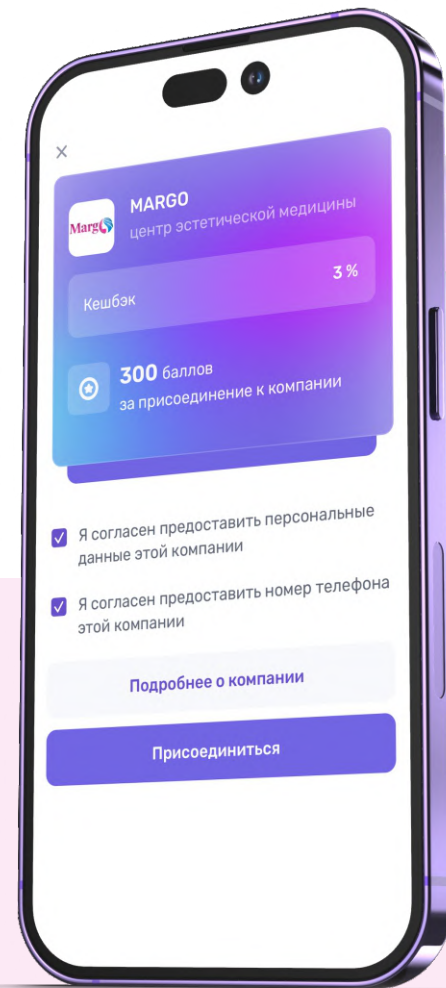 MARGO
Margo
центр эстетической медицины
Кешбэк
3 %
300 баллов
за присоединение к компании
Я согласен предоставить персональные
данные этой компании
Я согласен предоставить номер телефона
этой компании
Подробнее о компании
Присоединиться